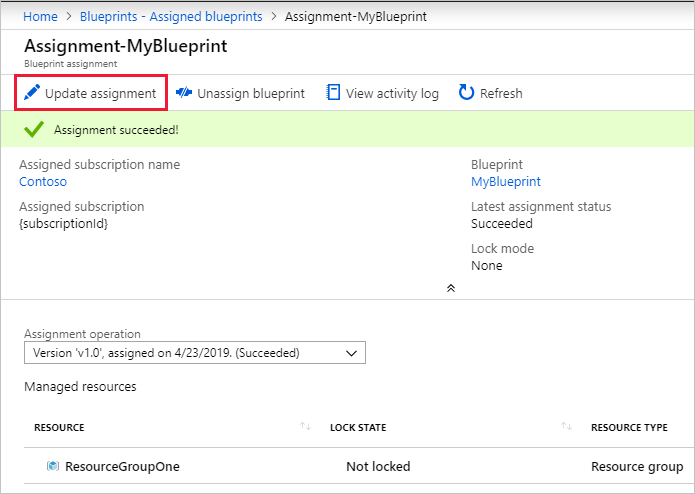 Home > Blueprints - Assigned blueprints > Assignment-MyBlueprint
Assignment-MyBlueprint
Blueprint assignment
Update assignment Unassign blueprint View activity log Refresh
Assignment succeeded!
Assigned subscription name
Contoso
Assigned subscription
{subscriptionId}
Blueprint
MyBlueprint
Latest assignment status
Succeeded
Lock mode
None
Assignment operation
Version 'v1.0', assigned on 4/23/2019. (Succeeded)
Managed resources
RESOURCE LOCK STATE RESOURCE TYPE
ResourceGroupOne Not locked Resource group